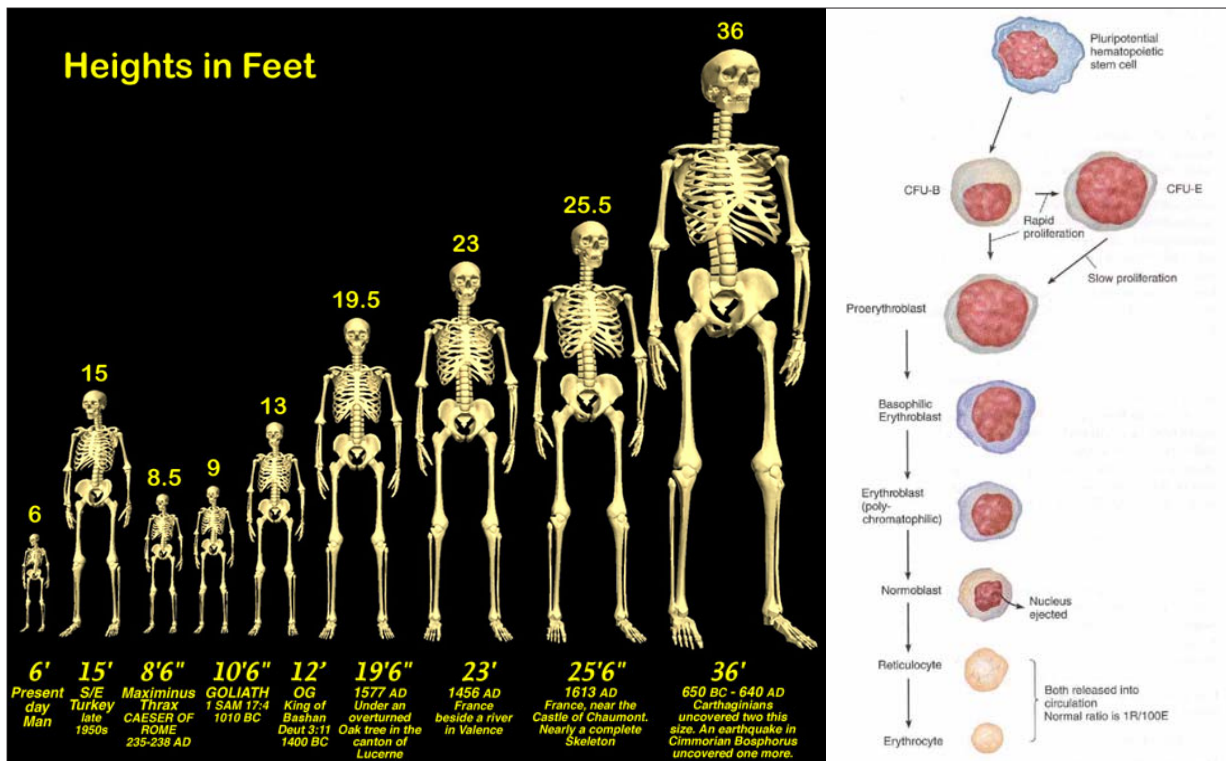 Heights in Feet
6
15
8.5
9
13
19.5
23
25.5
36
6'
Present
day
Man
15'
S/E
Turkey
late
1950s
8'6"
Maximinus
Thrax
CAESER OF
ROME
235-238 AD
10'6"
GOLIATH
1 SAM 17:4
1010 BC
12'
OG
King of
Bashan
Deut 3:11
1400 BC
19'6"
1577 AD
Under an
overturned
Oak tree in the
canton of
Lucerne
23'
1456 AD
France
beside a river
in Valence
25'6"
1613 AD
France, near the
Castle of Chaumont.
Nearly a complete
Skeleton
36'
650 BC - 640 AD
Carthaginians
uncovered two this
size. An earthquake in
Cimmorian Bosphorus
uncovered one more.
Pluripotential
hematopoietic
stem cell
CFU-B
CFU-E
Rapid
proliferation
Slow proliferation
Proerythroblast
Basophilic
Erythroblast
Erythroblast
(poly-
chromatophilic)
Normoblast
Nucleus
ejected
Reticulocyte
Both released into
circulation
Normal ratio is 1R/100E
Erythrocyte